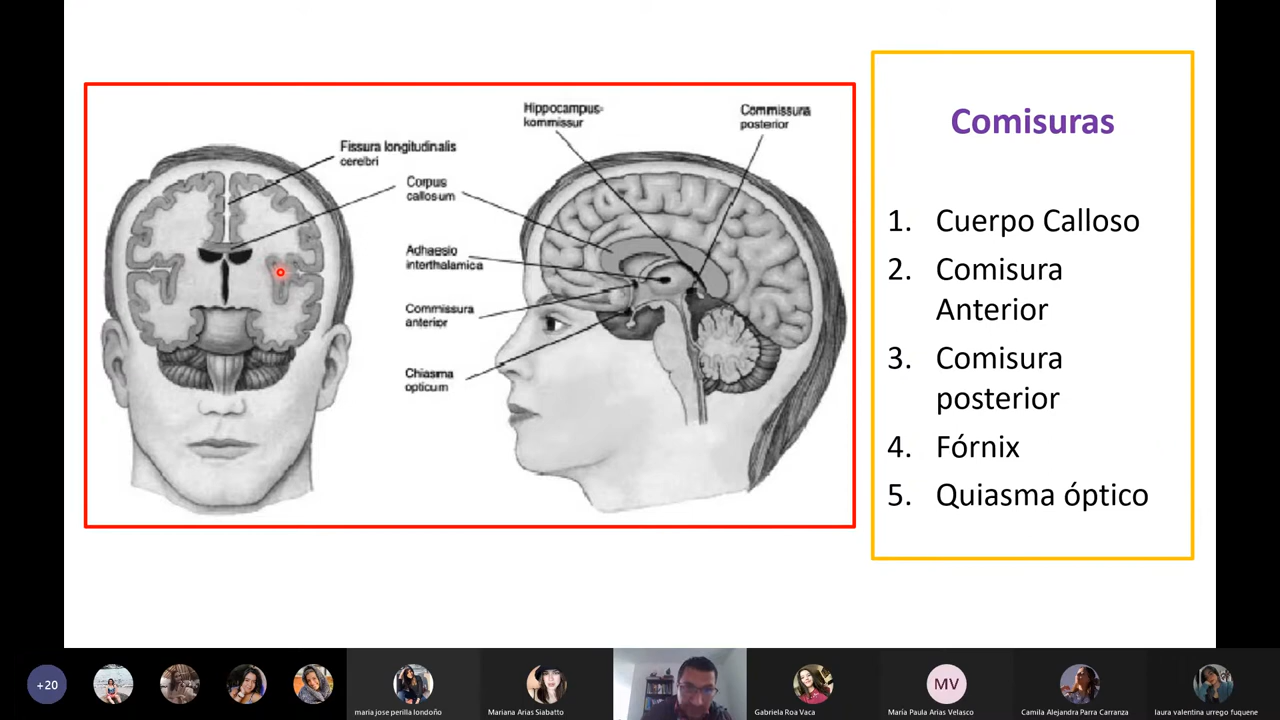 Hippocampus-
kommissur
Commissura
posterior
Fissura longitudinalis
cerebri
Corpus
callosum
Adhaesio
interthalamica
Commissura
anterior
Chiasma
opticum
Comisuras
1. Cuerpo Calloso
2. Comisura
Anterior
3. Comisura
posterior
4. Fórnix
5. Quiasma óptico
+20
maria jose perilla londoño
Mariana Arias Siabatto
Gabriela Roa Vaca
MV
María Paula Arias Velasco
Camila Alejandra Parra Carranza
laura valentina urrego fuquene